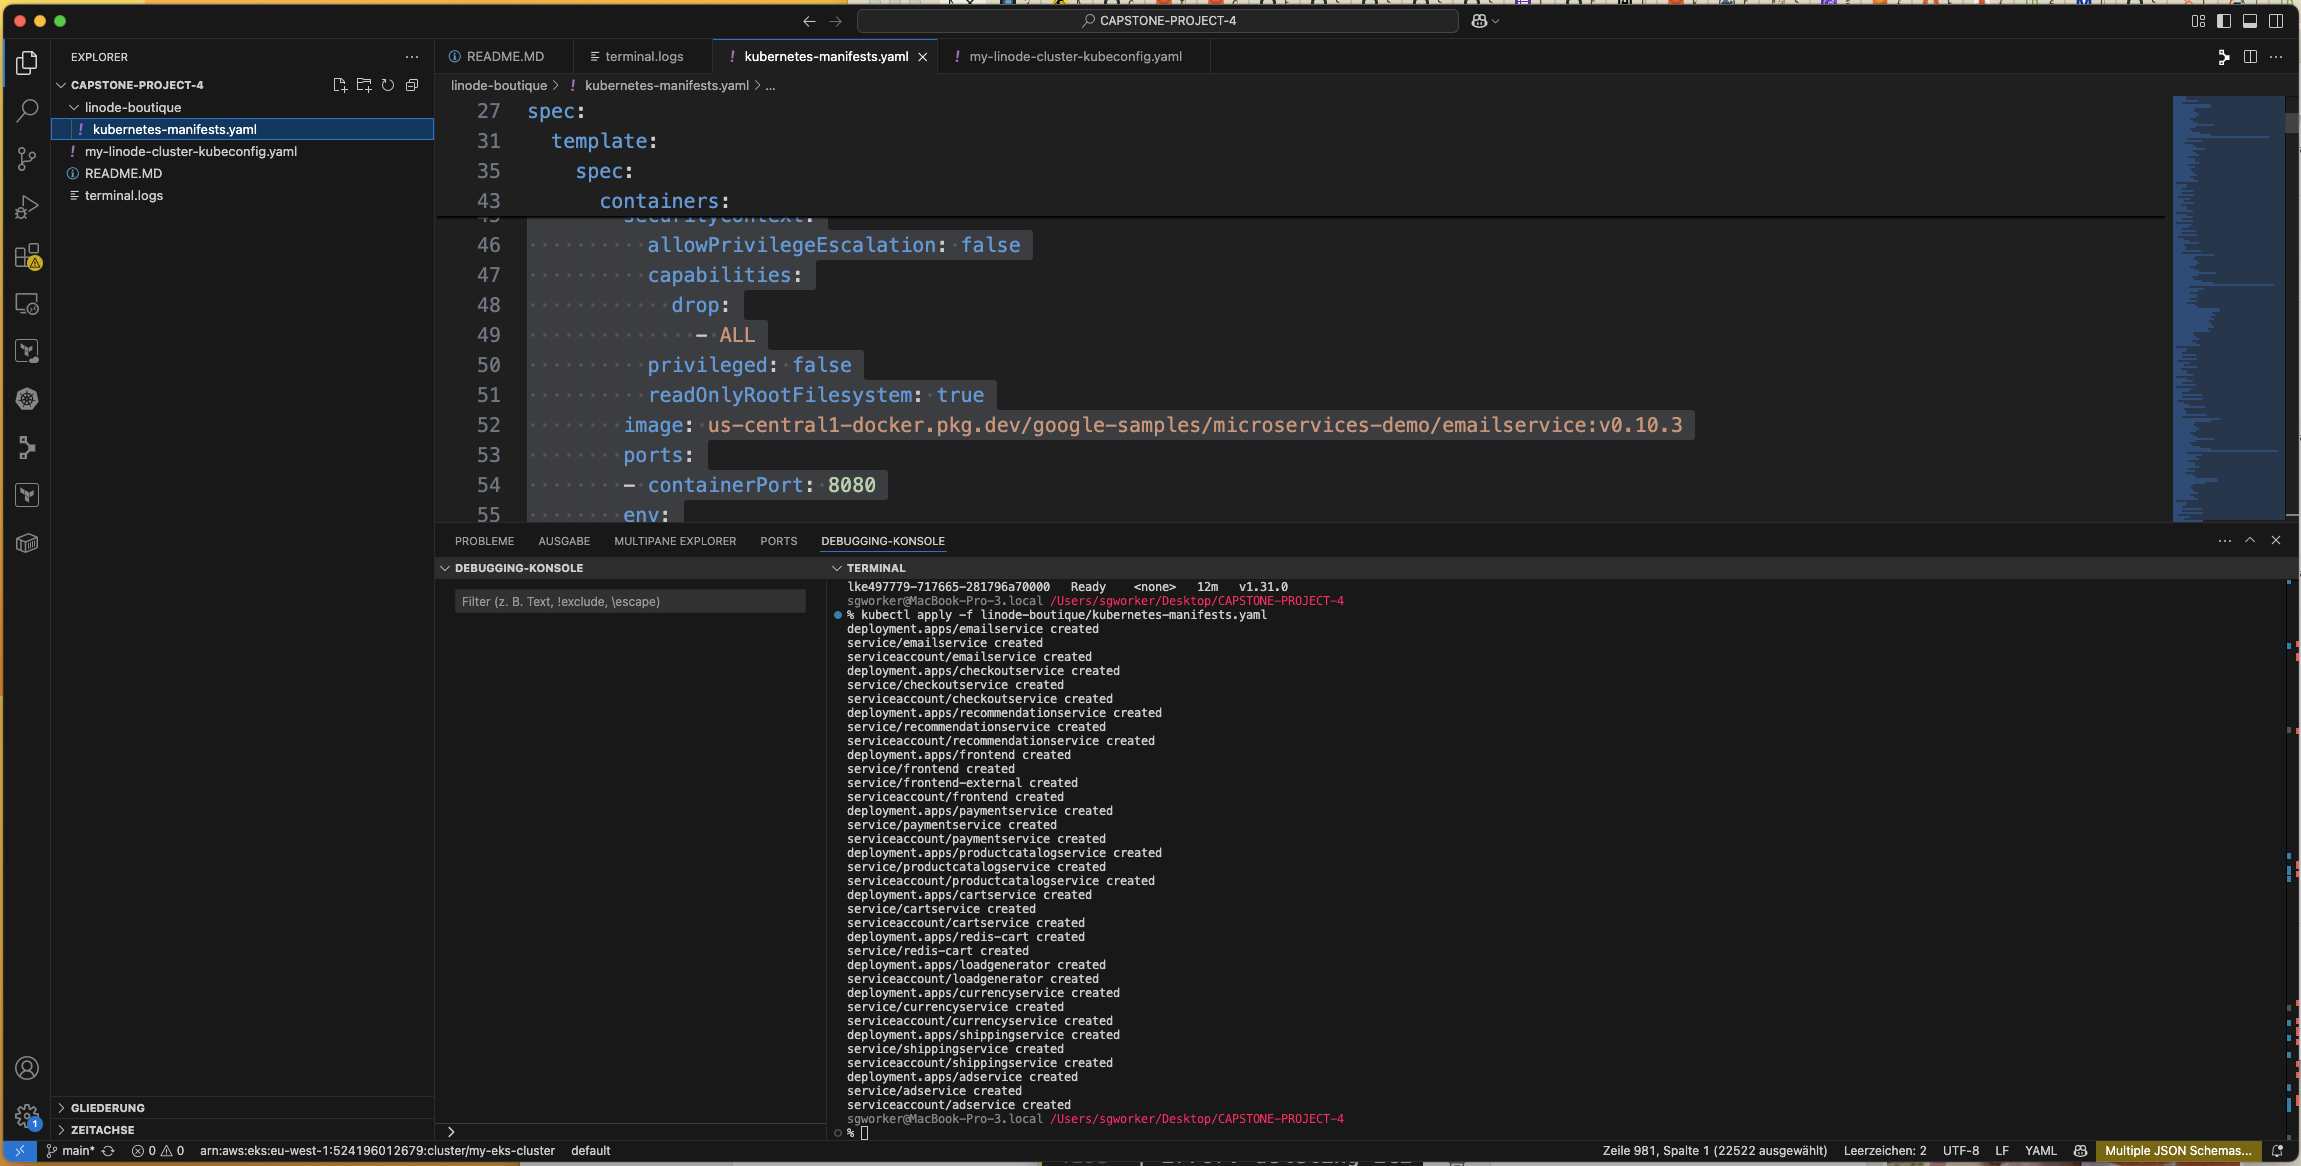 CAPSTONE-PROJECT-4
EXPLORER
CAPSTONE-PROJECT-4
linode-boutique
! kubernetes-manifests.yaml
! my-linode-cluster-kubeconfig.yaml
README.MD
terminal.logs
GLIEDERUNG
ZEITACHSE
README.MD
terminal.logs
! kubernetes-manifests.yaml
! my-linode-cluster-kubeconfig.yaml
linode-boutique > ! kubernetes-manifests.yaml > ...
27 spec:
31 template:
35 spec:
43 containers:
45 securityContext:
46 allowPrivilegeEscalation: false
47 capabilities:
48 drop:
49 - ALL
50 privileged: false
51 readOnlyRootFilesystem: true
52 image: us-central1-docker.pkg.dev/google-samples/microservices-demo/emailservice:v0.10.3
53 ports:
54 - containerPort: 8080
55 env:
PROBLEME AUSGABE MULTIPANE EXPLORER PORTS DEBUGGING-KONSOLE
DEBUGGING-KONSOLE
Filter (z. B. Text, !exclude, \escape)
TERMINAL
lke497779-717665-281796a70000 Ready <none> 12m v1.31.0
sgworker@MacBook-Pro-3.local /Users/sgworker/Desktop/CAPSTONE-PROJECT-4
% kubectl apply -f linode-boutique/kubernetes-manifests.yaml
deployment.apps/emailservice created
service/emailservice created
serviceaccount/emailservice created
deployment.apps/checkoutservice created
service/checkoutservice created
serviceaccount/checkoutservice created
deployment.apps/recommendationservice created
service/recommendationservice created
serviceaccount/recommendationservice created
deployment.apps/frontend created
service/frontend created
service/frontend-external created
serviceaccount/frontend created
deployment.apps/paymentservice created
service/paymentservice created
serviceaccount/paymentservice created
deployment.apps/productcatalogservice created
service/productcatalogservice created
serviceaccount/productcatalogservice created
deployment.apps/cartservice created
service/cartservice created
serviceaccount/cartservice created
deployment.apps/redis-cart created
service/redis-cart created
deployment.apps/loadgenerator created
serviceaccount/loadgenerator created
deployment.apps/currencyservice created
service/currencyservice created
serviceaccount/currencyservice created
deployment.apps/shippingservice created
service/shippingservice created
serviceaccount/shippingservice created
deployment.apps/adservice created
service/adservice created
serviceaccount/adservice created
sgworker@MacBook-Pro-3.local /Users/sgworker/Desktop/CAPSTONE-PROJECT-4
%
1
main* 0 0 arn:aws:eks:eu-west-1:524196012679:cluster/my-eks-cluster default
Zeile 981, Spalte 1 (22522 ausgewählt) Leerzeichen: 2 UTF-8 LF YAML Multiple JSON Schemas...